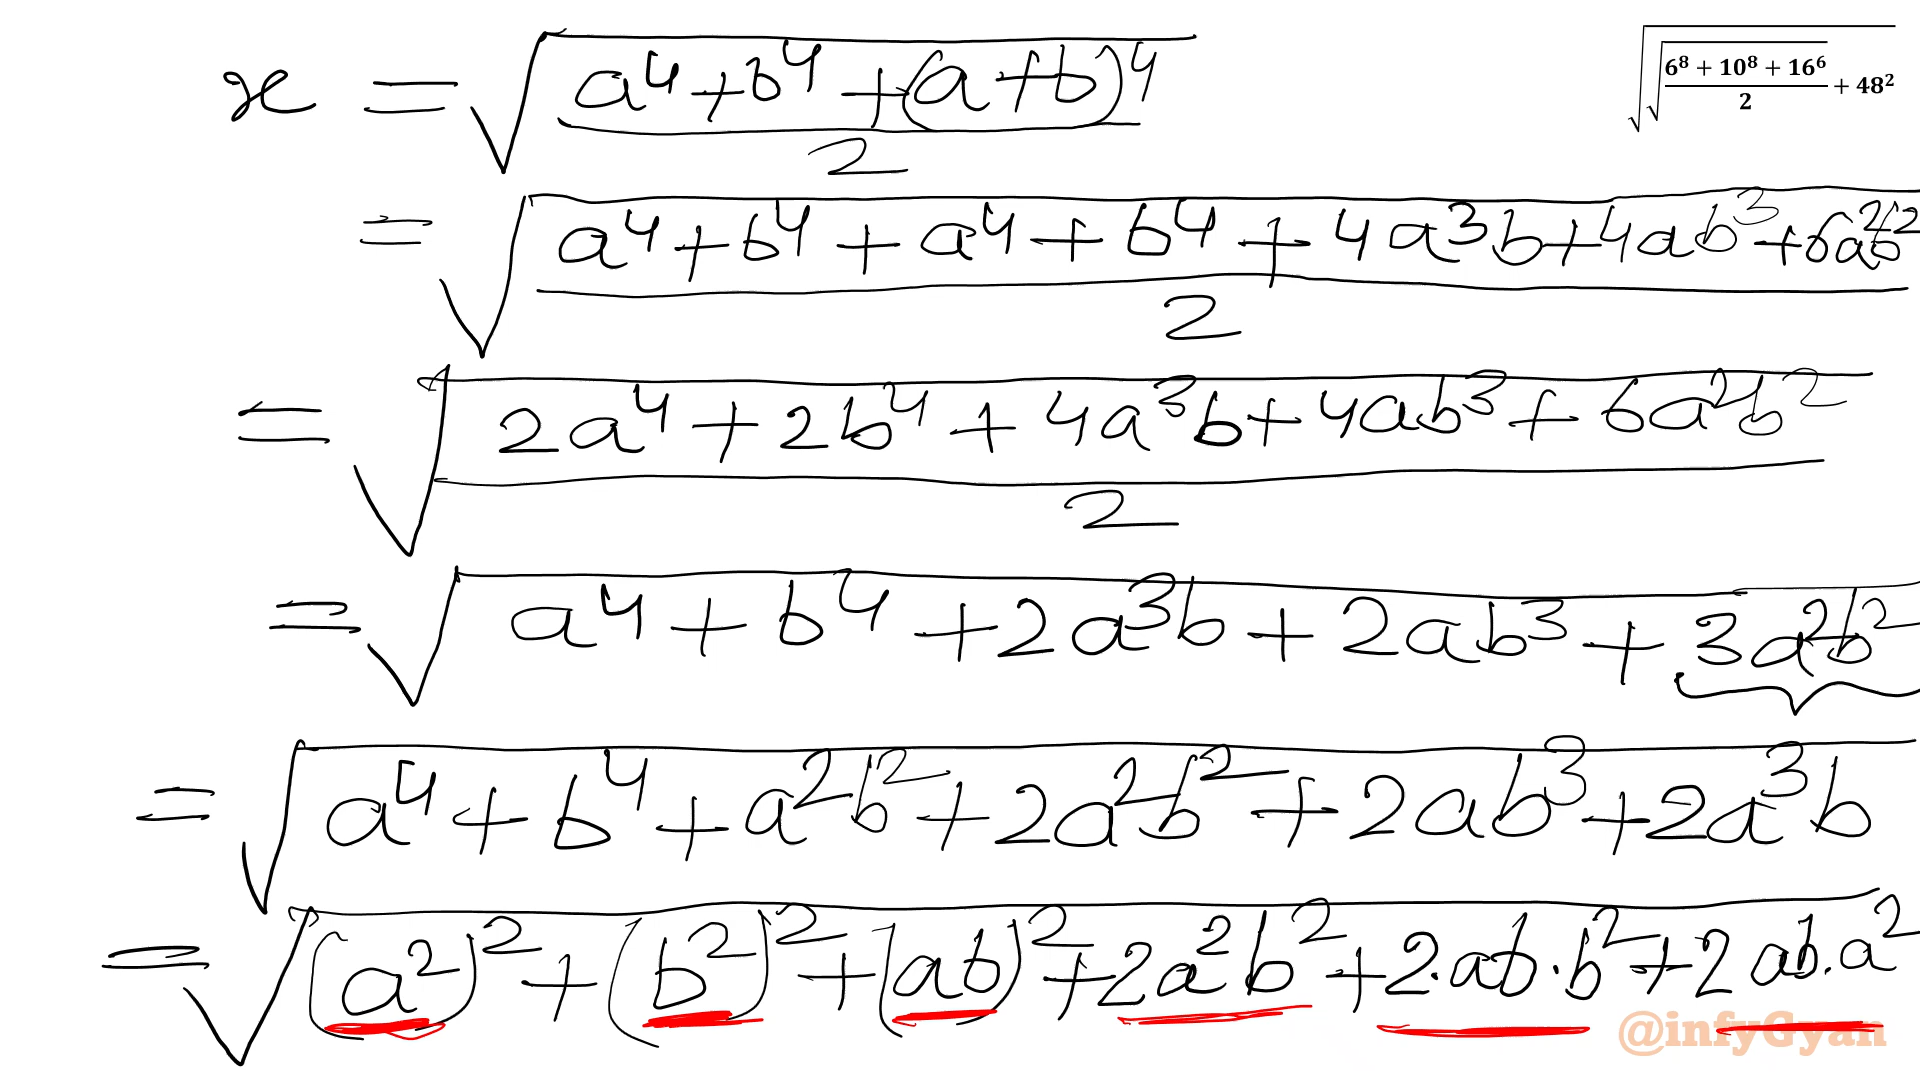 x = √((a⁴ + b⁴ + (a+b)⁴)/2)
√(√((6⁸ + 10⁸ + 16⁶)/2) + 48²)
= √((a⁴ + b⁴ + a⁴ + b⁴ + 4a³b + 4ab³ + 6a²b²)/2)
= √((2a⁴ + 2b⁴ + 4a³b + 4ab³ + 6a²b²)/2)
= √(a⁴ + b⁴ + 2a³b + 2ab³ + 3a²b²)
= √(a⁴ + b⁴ + a²b² + 2a²b² + 2ab³ + 2a³b)
= √((a²)² + (b²)² + (ab)² + 2a²b² + 2·ab·b² + 2ab·a²)
@infyGyan